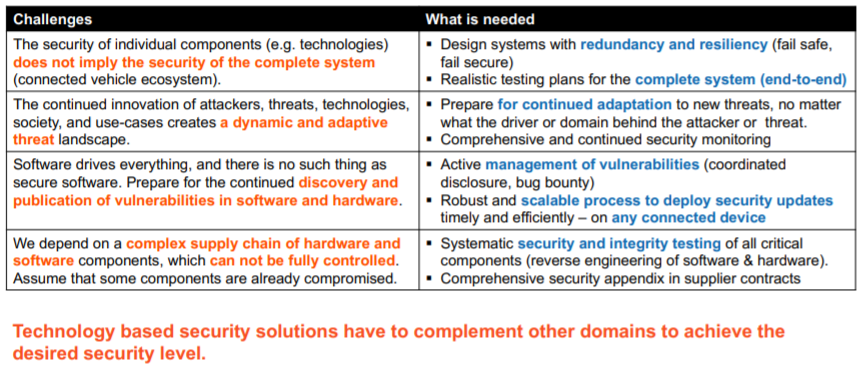 Challenges
What is needed
The security of individual components (e.g. technologies)
does not imply the security of the complete system
(connected vehicle ecosystem).
▪ Design systems with redundancy and resiliency (fail safe,
fail secure)
▪ Realistic testing plans for the complete system (end-to-end)
The continued innovation of attackers, threats, technologies,
society, and use-cases creates a dynamic and adaptive
threat landscape.
▪ Prepare for continued adaptation to new threats, no matter
what the driver or domain behind the attacker or threat.
▪ Comprehensive and continued security monitoring
Software drives everything, and there is no such thing as
secure software. Prepare for the continued discovery and
publication of vulnerabilities in software and hardware.
▪ Active management of vulnerabilities (coordinated
disclosure, bug bounty)
▪ Robust and scalable process to deploy security updates
timely and efficiently – on any connected device
We depend on a complex supply chain of hardware and
software components, which can not be fully controlled.
Assume that some components are already compromised.
▪ Systematic security and integrity testing of all critical
components (reverse engineering of software & hardware).
▪ Comprehensive security appendix in supplier contracts
Technology based security solutions have to complement other domains to achieve the
desired security level.